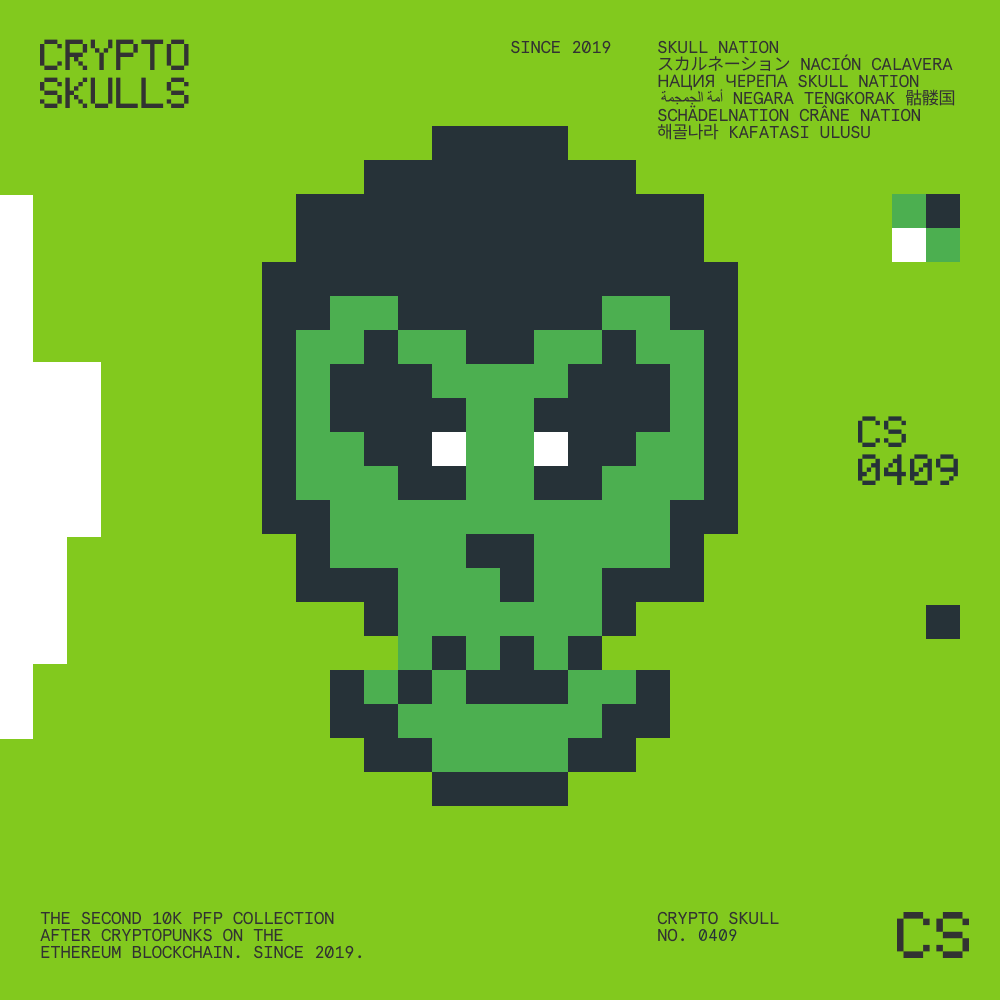 CRYPTO
SKULLS
SINCE 2019
SKULL NATION
スカルネーション NACIÓN CALAVERA
НАЦИЯ ЧЕРЕПА SKULL NATION
أمة الجمجمة NEGARA TENGKORAK 骷髅国
SCHÄDELNATION CRÂNE NATION
해골나라 KAFATASI ULUSU
CS
0409
THE SECOND 10K PFP COLLECTION
AFTER CRYPTOPUNKS ON THE
ETHEREUM BLOCKCHAIN. SINCE 2019.
CRYPTO SKULL
NO. 0409
CS